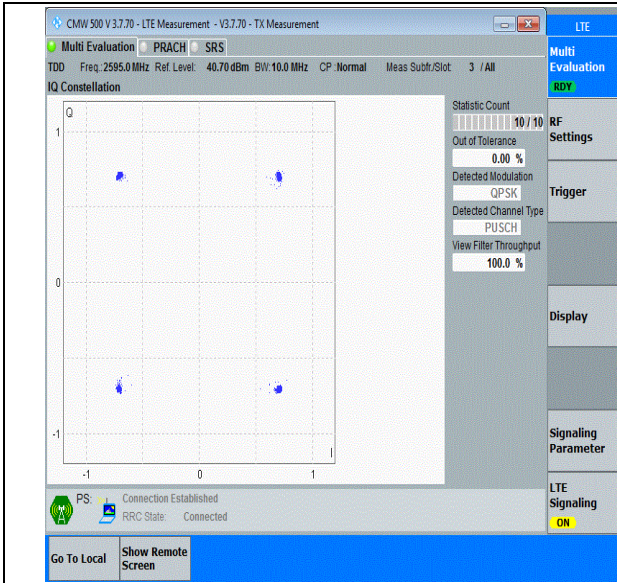 CMW 500 V 3.7.70 - LTE Measurement - V3.7.70 - TX Measurement
LTE
Multi Evaluation PRACH SRS
TDD Freq.:2595.0 MHz Ref. Level: 40.70 dBm BW:10.0 MHz CP :Normal Meas Subfr./Slot: 3 / All
IQ Constellation
Q
1
0
-1
I
-1 0 1
Statistic Count
10 / 10
Out of Tolerance
0.00 %
Detected Modulation
QPSK
Detected Channel Type
PUSCH
View Filter Throughput
100.0 %
Multi
Evaluation
RDY
RF
Settings
Trigger
Display
Signaling
Parameter
LTE
Signaling
ON
PS: Connection Established
RRC State: Connected
Go To Local
Show Remote
Screen